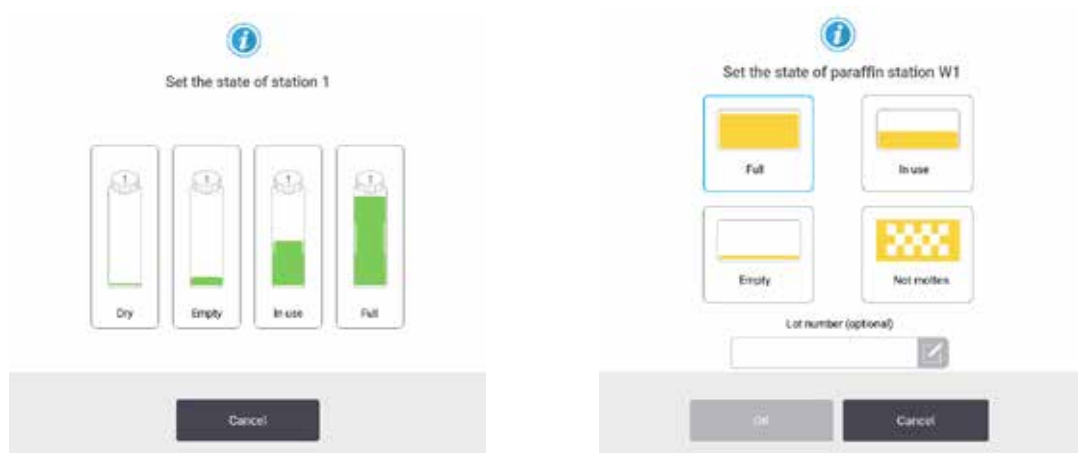 Set the state of station 1
1 1 1 1
Dry Empty In use Full
Cancel
Set the state of paraffin station W1
Full In use
Empty Not molten
Lot number (optional)
OK Cancel